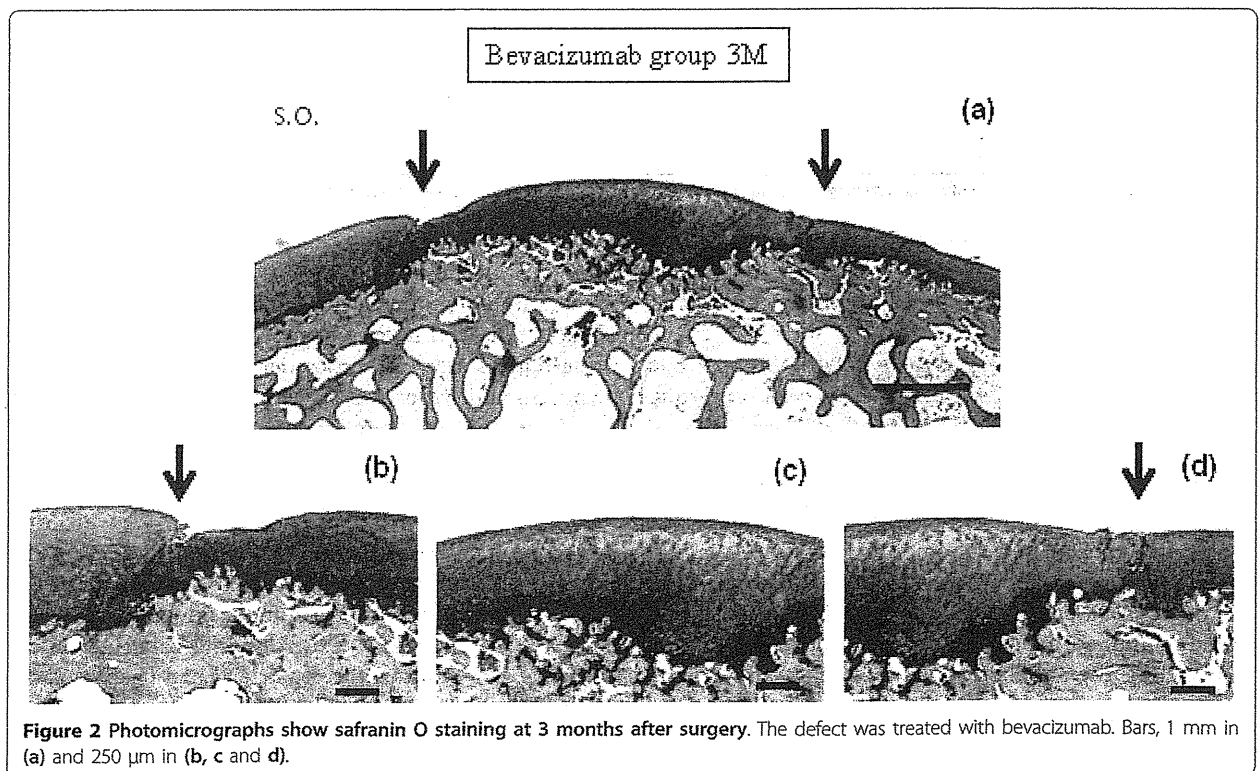 Bevacizumab group 3M
S.O.
(a)
(b)
(c)
(d)
Figure 2 Photomicrographs show safranin O staining at 3 months after surgery. The defect was treated with bevacizumab. Bars, 1 mm in
(a) and 250 µm in (b, c and d).